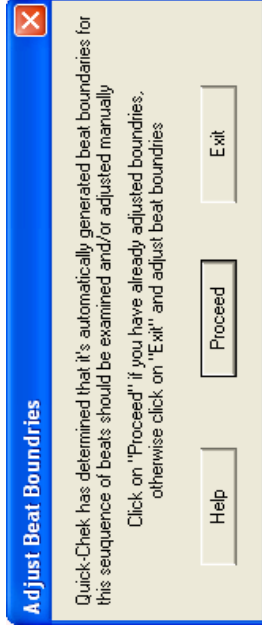 Adjust Beat Boundries
Quick-Chek has determined that it's automatically generated beat boundaries for
this seuquence of beats should be examined and/or adjusted manually
Click on "Proceed" if you have already adjusted boundries,
otherwise click on "Exit" and adjust beat boundries
Help Proceed Exit